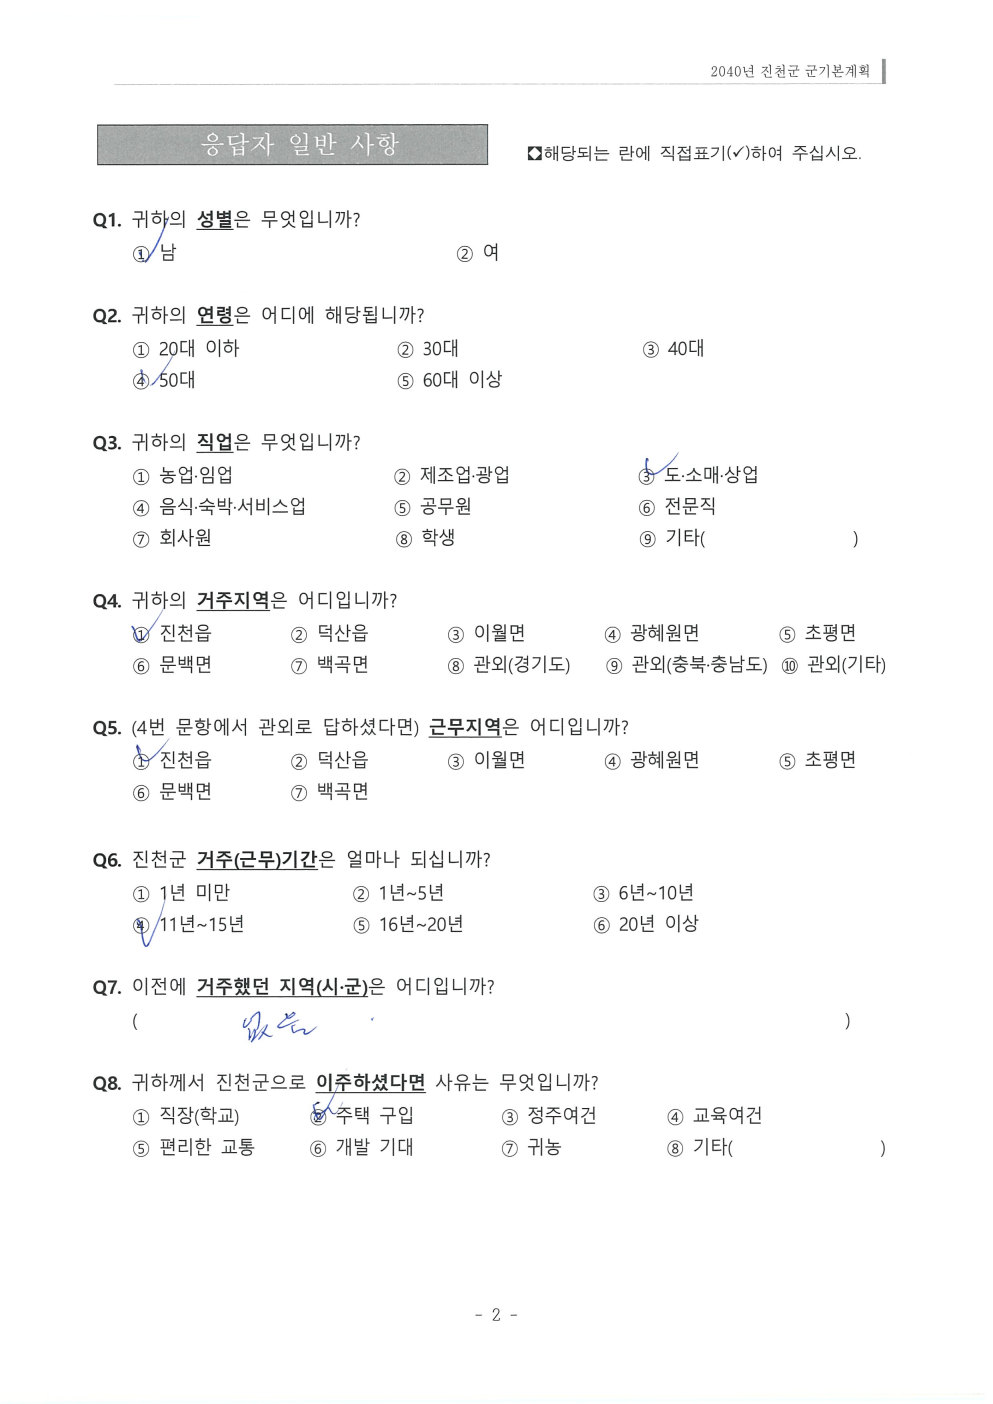 2040년 진천군 군기본계획
응답자 일반 사항
해당되는 란에 직접표기(✓)하여 주십시오.
Q1. 귀하의 성별은 무엇입니까?
① 남 ② 여
Q2. 귀하의 연령은 어디에 해당됩니까?
① 20대 이하 ② 30대 ③ 40대
④ 50대 ⑤ 60대 이상
Q3. 귀하의 직업은 무엇입니까?
① 농업·임업 ② 제조업·광업 ③ 도·소매·상업
④ 음식·숙박·서비스업 ⑤ 공무원 ⑥ 전문직
⑦ 회사원 ⑧ 학생 ⑨ 기타( )
Q4. 귀하의 거주지역은 어디입니까?
① 진천읍 ② 덕산읍 ③ 이월면 ④ 광혜원면 ⑤ 초평면
⑥ 문백면 ⑦ 백곡면 ⑧ 관외(경기도) ⑨ 관외(충북·충남도) ⑩ 관외(기타)
Q5. (4번 문항에서 관외로 답하셨다면) 근무지역은 어디입니까?
① 진천읍 ② 덕산읍 ③ 이월면 ④ 광혜원면 ⑤ 초평면
⑥ 문백면 ⑦ 백곡면
Q6. 진천군 거주(근무)기간은 얼마나 되십니까?
① 1년 미만 ② 1년~5년 ③ 6년~10년
④ 11년~15년 ⑤ 16년~20년 ⑥ 20년 이상
Q7. 이전에 거주했던 지역(시·군)은 어디입니까?
( 없음 )
Q8. 귀하께서 진천군으로 이주하셨다면 사유는 무엇입니까?
① 직장(학교) ② 주택 구입 ③ 정주여건 ④ 교육여건
⑤ 편리한 교통 ⑥ 개발 기대 ⑦ 귀농 ⑧ 기타( )
- 2 -